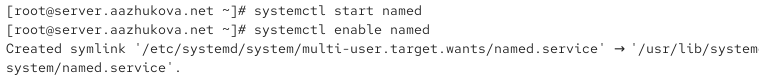 [root@server.aazhukova.net ~]# systemctl start named
[root@server.aazhukova.net ~]# systemctl enable named
Created symlink '/etc/systemd/system/multi-user.target.wants/named.service' → '/usr/lib/system
system/named.service'.